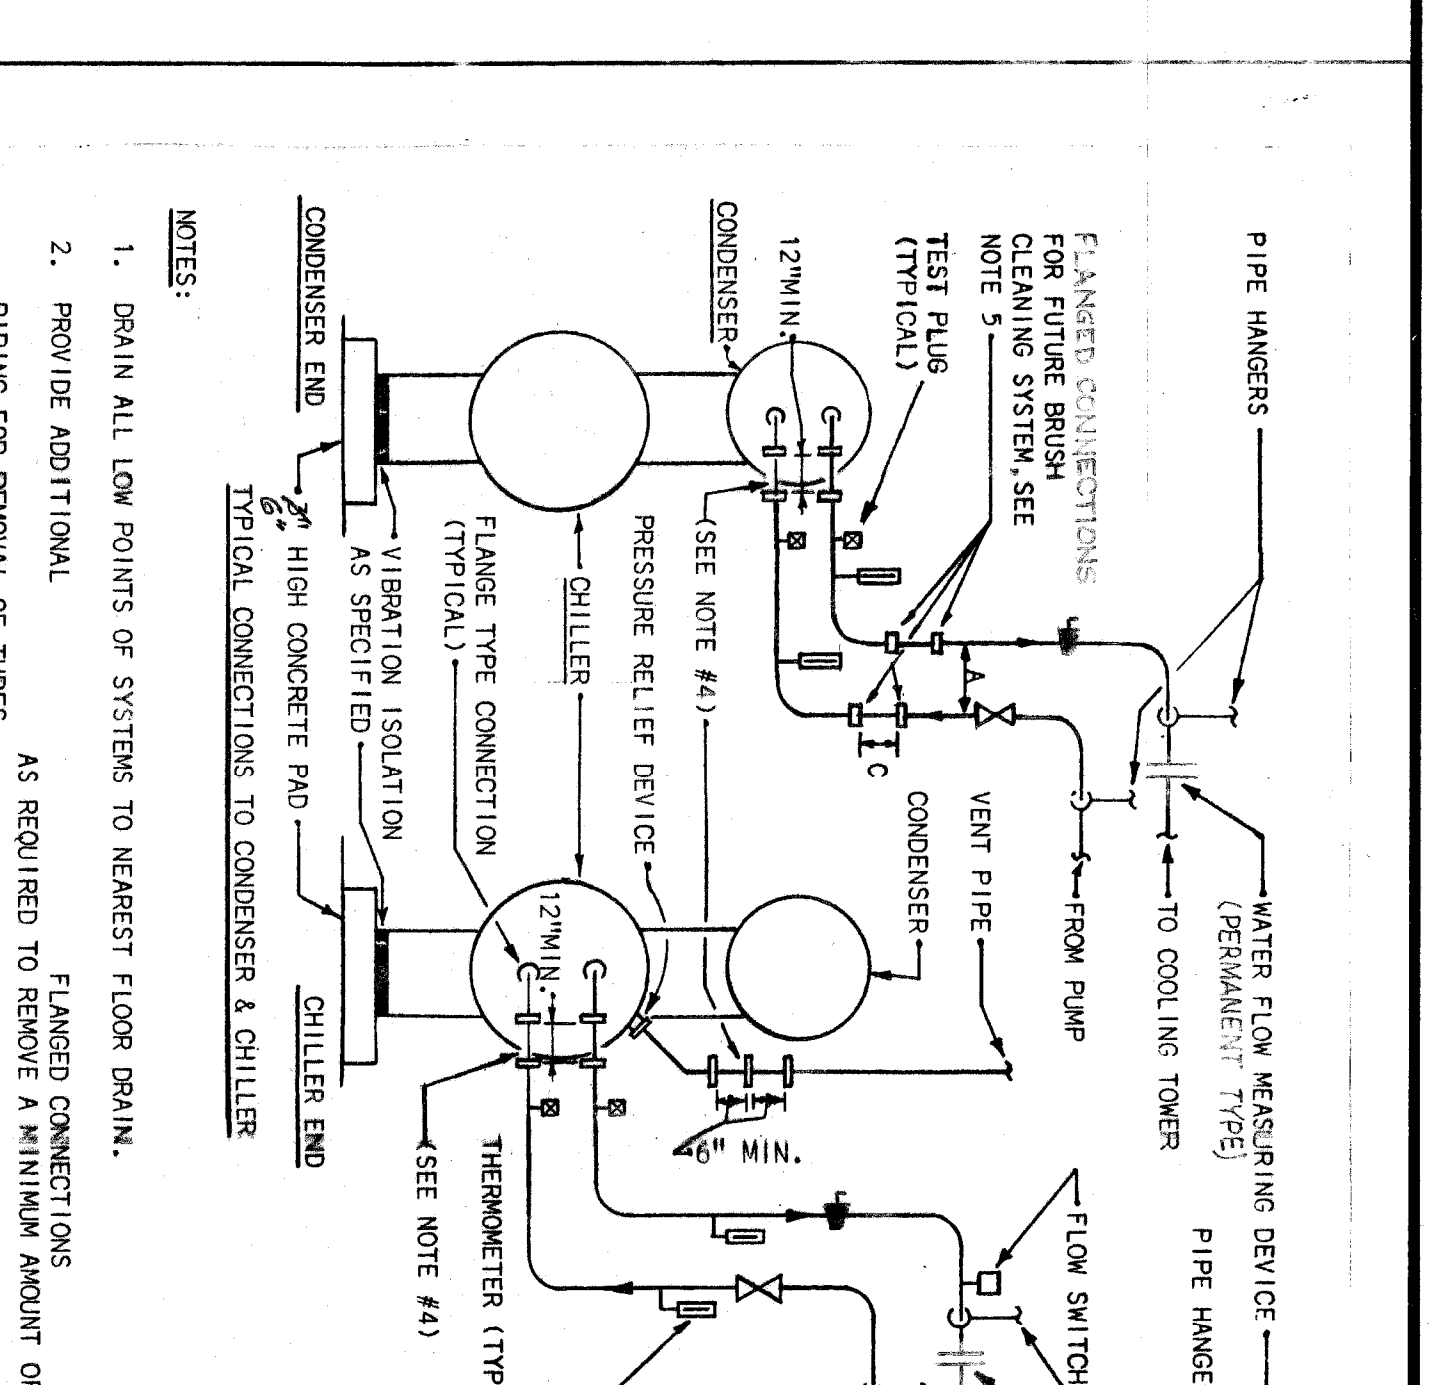 PIPE HANGERS
FLANGED CONNECTIONS
FOR FUTURE BRUSH
CLEANING SYSTEM, SEE
NOTE 5
TEST PLUG
(TYPICAL)
12"MIN.
CONDENSER
WATER FLOW MEASURING DEVICE
(PERMANENT TYPE)
TO COOLING TOWER
FROM PUMP
A
C
VENT PIPE
CONDENSER
PIPE HANGE
FLOW SWITCH
(SEE NOTE #4)
PRESSURE RELIEF DEVICE
CHILLER
FLANGE TYPE CONNECTION
(TYPICAL)
VIBRATION ISOLATION
AS SPECIFIED
6" HIGH CONCRETE PAD
12"MIN.
6" MIN.
THERMOMETER (TYP
(SEE NOTE #4)
CONDENSER END
CHILLER END
TYPICAL CONNECTIONS TO CONDENSER & CHILLER
NOTES:
1. DRAIN ALL LOW POINTS OF SYSTEMS TO NEAREST FLOOR DRAIN.
2. PROVIDE ADDITIONAL FLANGED CONNECTIONS
AS REQUIRED TO REMOVE A MINIMUM AMOUNT OF
PIPING FOR REMOVAL OF TUBES